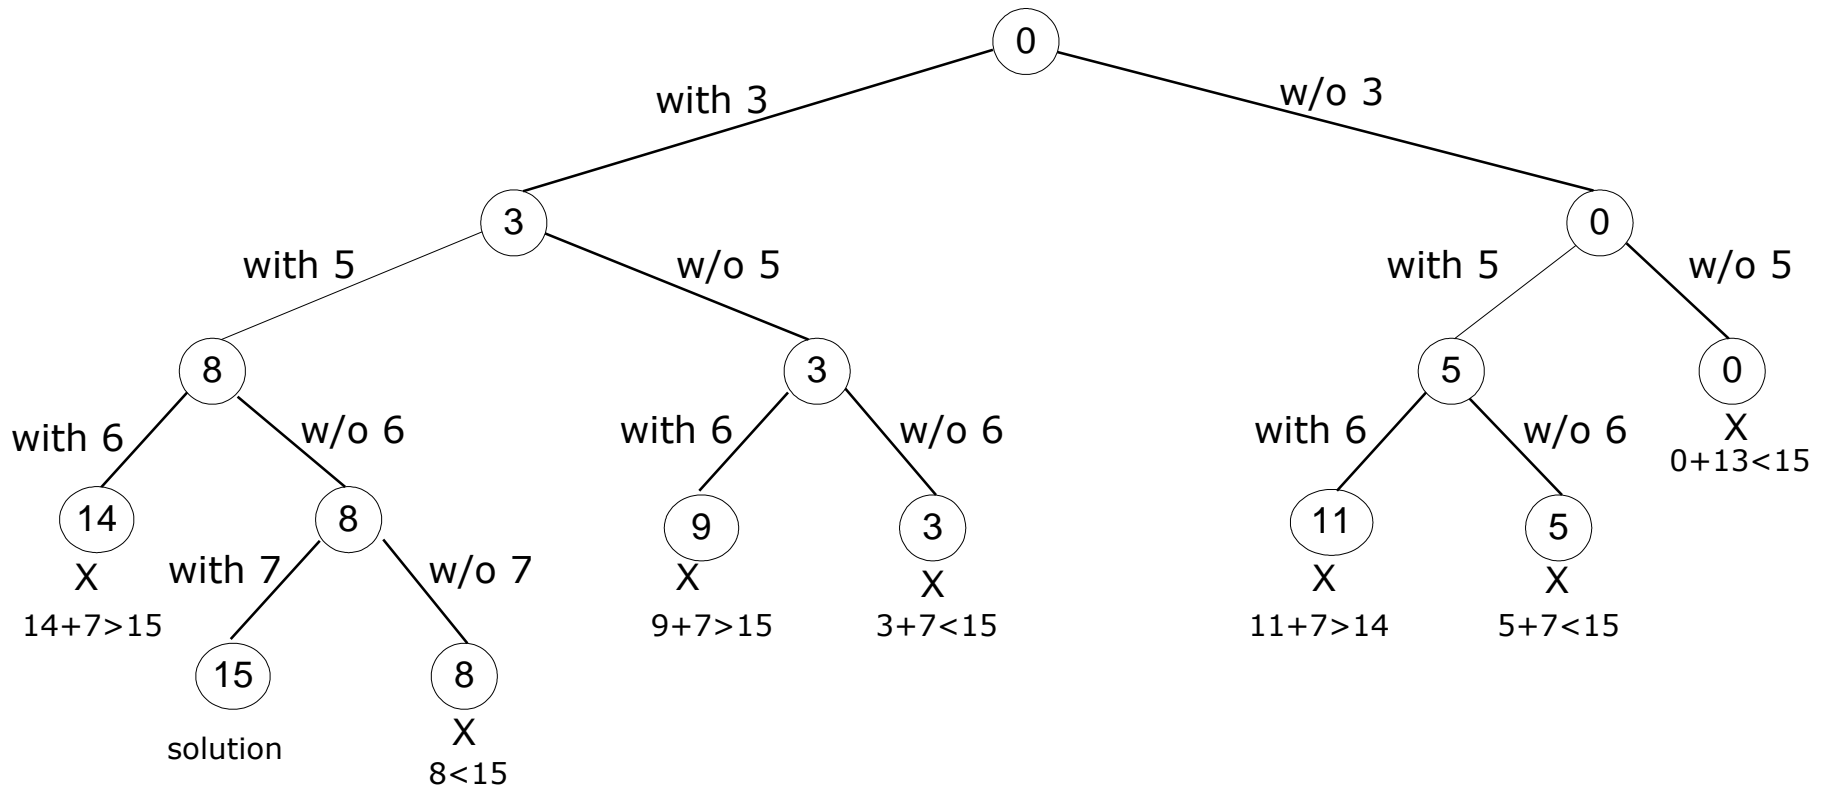 0
with 3
w/o 3
3
0
with 5
w/o 5
with 5
w/o 5
8
3
5
0
with 6
w/o 6
with 6
w/o 6
with 6
w/o 6
X
0+13<15
14
8
9
3
11
5
X
with 7
w/o 7
X
X
X
X
14+7>15
9+7>15
3+7<15
11+7>14
5+7<15
15
8
solution
X
8<15